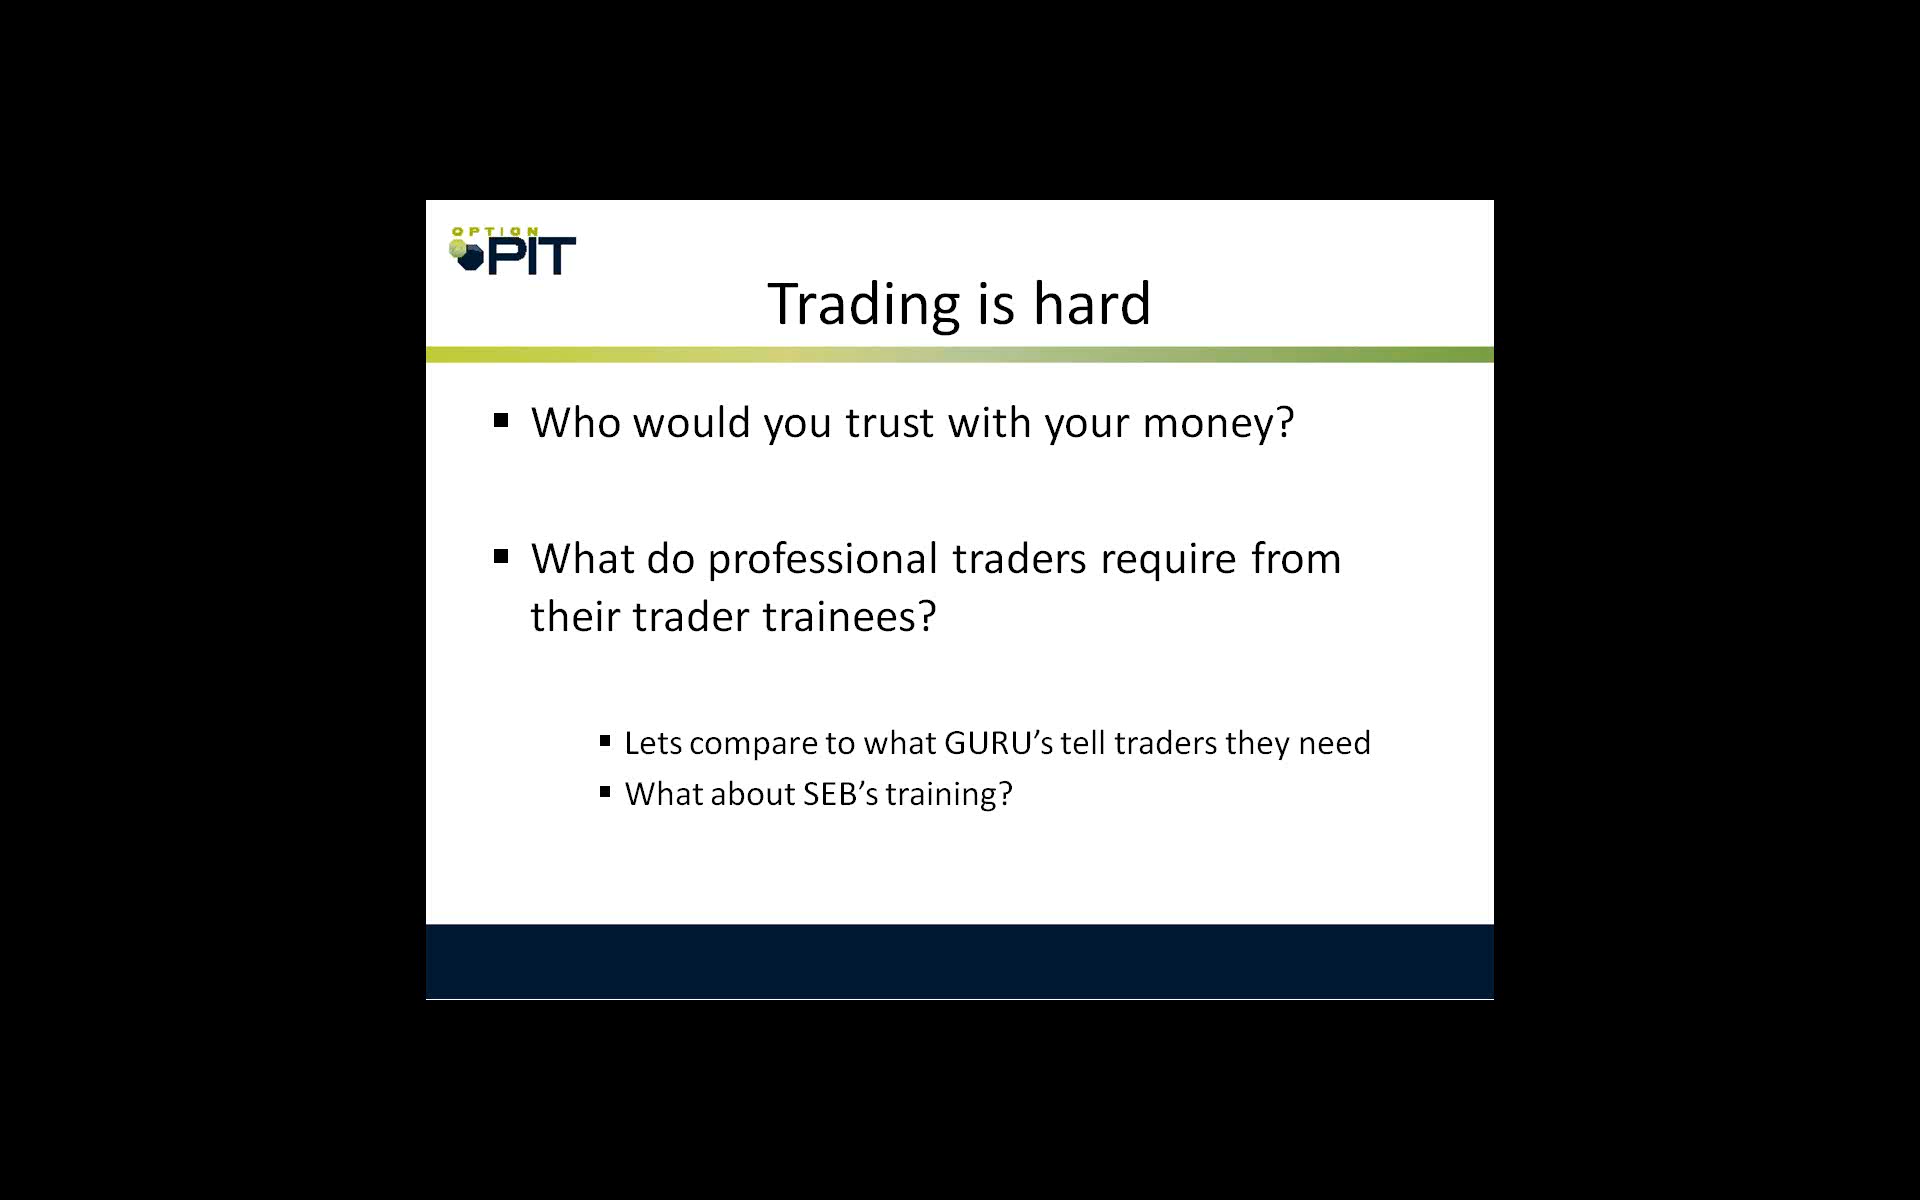 OPTION
PIT
Trading is hard
▪ Who would you trust with your money?
▪ What do professional traders require from
their trader trainees?
▪ Lets compare to what GURU’s tell traders they need
▪ What about SEB’s training?